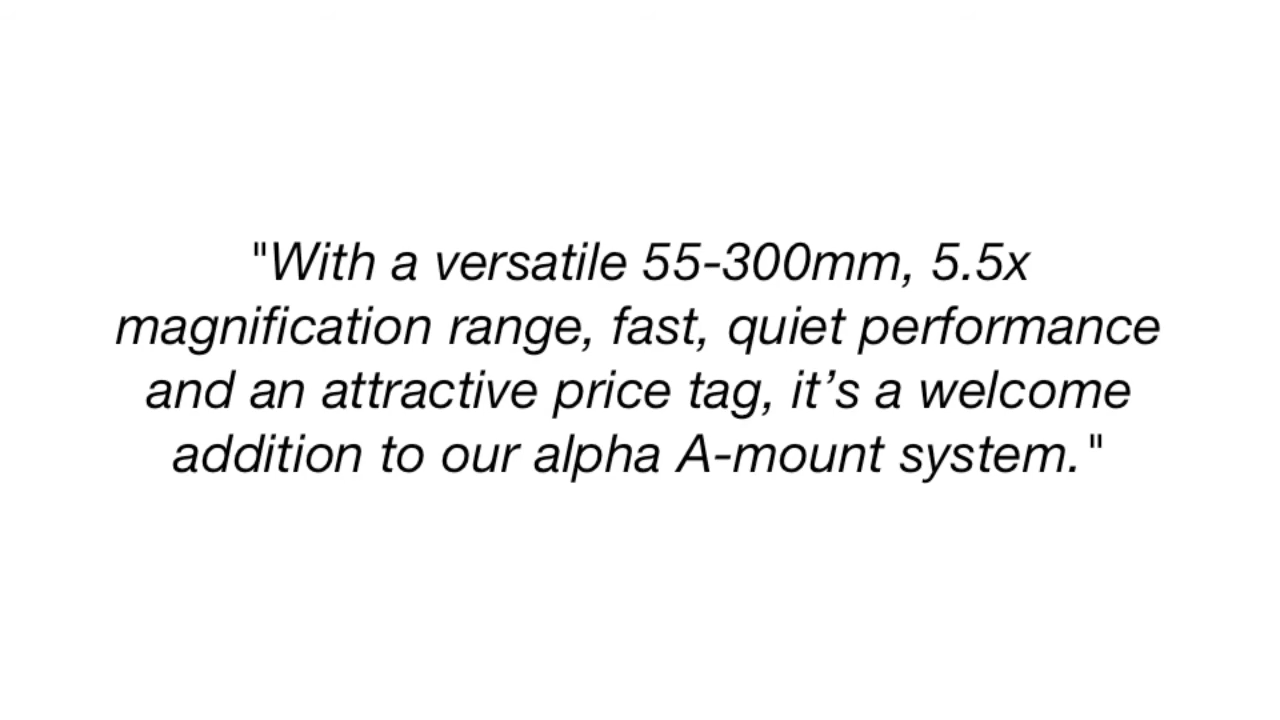 "With a versatile 55-300mm, 5.5x
magnification range, fast, quiet performance
and an attractive price tag, it’s a welcome
addition to our alpha A-mount system."